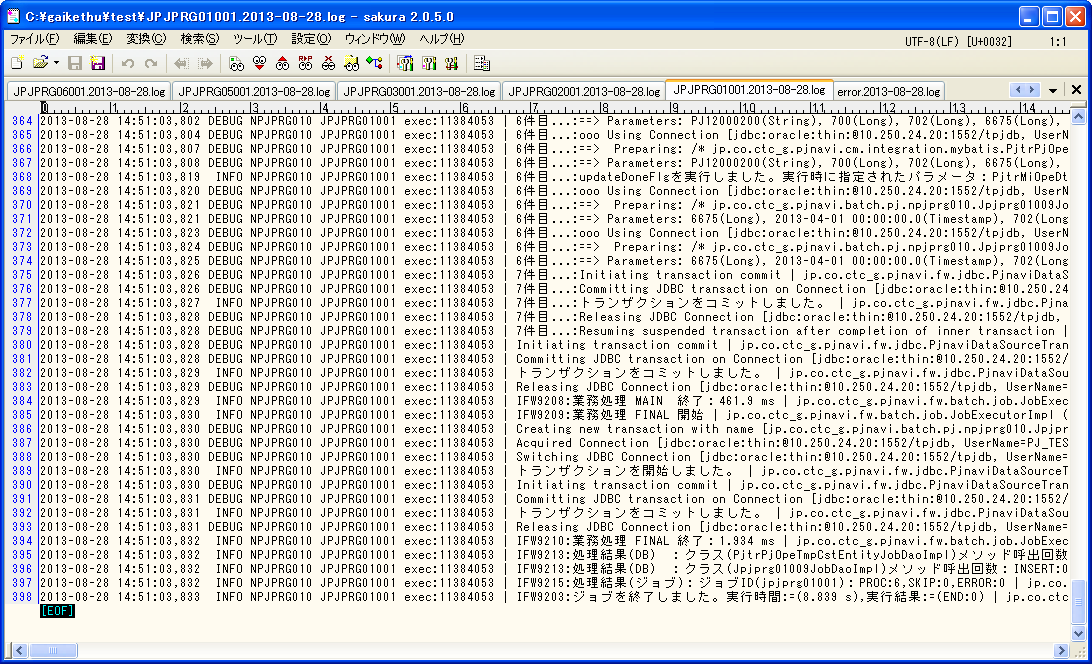 C:¥gaikethu¥test¥JPJPRG01001.2013-08-28.log - sakura 2.0.5.0
ファイル(F) 編集(E) 変換(C) 検索(S) ツール(T) 設定(O) ウィンドウ(W) ヘルプ(H) UTF-8(LF) [U+0032] 1:1
JPJPRG06001.2013-08-28.log JPJPRG05001.2013-08-28.log JPJPRG03001.2013-08-28.log JPJPRG02001.2013-08-28.log JPJPRG01001.2013-08-28.log error.2013-08-28.log
0 1 2 3 4 5 6 7 8 9 10 11 12 13 14
364 2013-08-28 14:51:03,802 DEBUG NPJPRG010 JPJPRG01001 exec:11384053 | 6件目...:==> Parameters: PJ12000200(String), 700(Long), 702(Long), 6675(Long),
365 2013-08-28 14:51:03,804 DEBUG NPJPRG010 JPJPRG01001 exec:11384053 | 6件目...:ooo Using Connection [jdbc:oracle:thin:@10.250.24.20:1552/tpjdb, UserN
366 2013-08-28 14:51:03,807 DEBUG NPJPRG010 JPJPRG01001 exec:11384053 | 6件目...:==>  Preparing: /* jp.co.ctc_g.pjnavi.cm.integration.mybatis.PjtrPjOpe
367 2013-08-28 14:51:03,808 DEBUG NPJPRG010 JPJPRG01001 exec:11384053 | 6件目...:==> Parameters: PJ12000200(String), 700(Long), 702(Long), 6675(Long),
368 2013-08-28 14:51:03,819  INFO NPJPRG010 JPJPRG01001 exec:11384053 | 6件目...:updateDoneFlgを実行しました。実行時に指定されたパラメータ：PjtrMiOpeDt
369 2013-08-28 14:51:03,820 DEBUG NPJPRG010 JPJPRG01001 exec:11384053 | 6件目...:ooo Using Connection [jdbc:oracle:thin:@10.250.24.20:1552/tpjdb, UserN
370 2013-08-28 14:51:03,821 DEBUG NPJPRG010 JPJPRG01001 exec:11384053 | 6件目...:==>  Preparing: /* jp.co.ctc_g.pjnavi.batch.pj.npjprg010.Jpjprg01009Jo
371 2013-08-28 14:51:03,821 DEBUG NPJPRG010 JPJPRG01001 exec:11384053 | 6件目...:==> Parameters: 6675(Long), 2013-04-01 00:00:00.0(Timestamp), 702(Long
372 2013-08-28 14:51:03,823 DEBUG NPJPRG010 JPJPRG01001 exec:11384053 | 6件目...:ooo Using Connection [jdbc:oracle:thin:@10.250.24.20:1552/tpjdb, UserN
373 2013-08-28 14:51:03,824 DEBUG NPJPRG010 JPJPRG01001 exec:11384053 | 6件目...:==>  Preparing: /* jp.co.ctc_g.pjnavi.batch.pj.npjprg010.Jpjprg01009Jo
374 2013-08-28 14:51:03,825 DEBUG NPJPRG010 JPJPRG01001 exec:11384053 | 6件目...:==> Parameters: 6675(Long), 2013-04-01 00:00:00.0(Timestamp), 702(Long
375 2013-08-28 14:51:03,826 DEBUG NPJPRG010 JPJPRG01001 exec:11384053 | 7件目...:Initiating transaction commit | jp.co.ctc_g.pjnavi.fw.jdbc.PjnaviDataS
376 2013-08-28 14:51:03,826 DEBUG NPJPRG010 JPJPRG01001 exec:11384053 | 7件目...:Committing JDBC transaction on Connection [jdbc:oracle:thin:@10.250.24
377 2013-08-28 14:51:03,827  INFO NPJPRG010 JPJPRG01001 exec:11384053 | 7件目...:トランザクションをコミットしました。 | jp.co.ctc_g.pjnavi.fw.jdbc.Pjna
378 2013-08-28 14:51:03,828 DEBUG NPJPRG010 JPJPRG01001 exec:11384053 | 7件目...:Releasing JDBC Connection [jdbc:oracle:thin:@10.250.24.20:1552/tpjdb,
379 2013-08-28 14:51:03,828 DEBUG NPJPRG010 JPJPRG01001 exec:11384053 | 7件目...:Resuming suspended transaction after completion of inner transaction |
380 2013-08-28 14:51:03,828 DEBUG NPJPRG010 JPJPRG01001 exec:11384053 | Initiating transaction commit | jp.co.ctc_g.pjnavi.fw.jdbc.PjnaviDataSourceTran
381 2013-08-28 14:51:03,828 DEBUG NPJPRG010 JPJPRG01001 exec:11384053 | Committing JDBC transaction on Connection [jdbc:oracle:thin:@10.250.24.20:1552/
382 2013-08-28 14:51:03,829  INFO NPJPRG010 JPJPRG01001 exec:11384053 | トランザクションをコミットしました。 | jp.co.ctc_g.pjnavi.fw.jdbc.PjnaviDataSou
383 2013-08-28 14:51:03,829 DEBUG NPJPRG010 JPJPRG01001 exec:11384053 | Releasing JDBC Connection [jdbc:oracle:thin:@10.250.24.20:1552/tpjdb, UserName=
384 2013-08-28 14:51:03,829  INFO NPJPRG010 JPJPRG01001 exec:11384053 | IFW9208:業務処理 MAIN  終了：461.9 ms | jp.co.ctc_g.pjnavi.fw.batch.job.JobExec
385 2013-08-28 14:51:03,830  INFO NPJPRG010 JPJPRG01001 exec:11384053 | IFW9209:業務処理 FINAL 開始 | jp.co.ctc_g.pjnavi.fw.batch.job.JobExecutorImpl (
386 2013-08-28 14:51:03,830 DEBUG NPJPRG010 JPJPRG01001 exec:11384053 | Creating new transaction with name [jp.co.ctc_g.pjnavi.batch.pj.npjprg010.Jpjpr
387 2013-08-28 14:51:03,830 DEBUG NPJPRG010 JPJPRG01001 exec:11384053 | Acquired Connection [jdbc:oracle:thin:@10.250.24.20:1552/tpjdb, UserName=PJ_TES
388 2013-08-28 14:51:03,830 DEBUG NPJPRG010 JPJPRG01001 exec:11384053 | Switching JDBC Connection [jdbc:oracle:thin:@10.250.24.20:1552/tpjdb, UserName=
389 2013-08-28 14:51:03,830  INFO NPJPRG010 JPJPRG01001 exec:11384053 | トランザクションを開始しました。 | jp.co.ctc_g.pjnavi.fw.jdbc.PjnaviDataSourceT
390 2013-08-28 14:51:03,830 DEBUG NPJPRG010 JPJPRG01001 exec:11384053 | Initiating transaction commit | jp.co.ctc_g.pjnavi.fw.jdbc.PjnaviDataSourceTran
391 2013-08-28 14:51:03,831 DEBUG NPJPRG010 JPJPRG01001 exec:11384053 | Committing JDBC transaction on Connection [jdbc:oracle:thin:@10.250.24.20:1552/
392 2013-08-28 14:51:03,831  INFO NPJPRG010 JPJPRG01001 exec:11384053 | トランザクションをコミットしました。 | jp.co.ctc_g.pjnavi.fw.jdbc.PjnaviDataSou
393 2013-08-28 14:51:03,831 DEBUG NPJPRG010 JPJPRG01001 exec:11384053 | Releasing JDBC Connection [jdbc:oracle:thin:@10.250.24.20:1552/tpjdb, UserName=
394 2013-08-28 14:51:03,832  INFO NPJPRG010 JPJPRG01001 exec:11384053 | IFW9210:業務処理 FINAL 終了：1.934 ms | jp.co.ctc_g.pjnavi.fw.batch.job.JobExec
395 2013-08-28 14:51:03,832  INFO NPJPRG010 JPJPRG01001 exec:11384053 | IFW9213:処理結果(DB)  ：クラス(PjtrPjOpeTmpCstEntityJobDaoImpl)メソッド呼出回数
396 2013-08-28 14:51:03,832  INFO NPJPRG010 JPJPRG01001 exec:11384053 | IFW9213:処理結果(DB)  ：クラス(Jpjprg01009JobDaoImpl)メソッド呼出回数：INSERT:0
397 2013-08-28 14:51:03,832  INFO NPJPRG010 JPJPRG01001 exec:11384053 | IFW9215:処理結果(ジョブ)：ジョブID(jpjprg01001)：PROC:6,SKIP:0,ERROR:0 | jp.co.
398 2013-08-28 14:51:03,833  INFO NPJPRG010 JPJPRG01001 exec:11384053 | IFW9203:ジョブを終了しました。実行時間:=(8.839 s),実行結果:=(END:0) | jp.co.ctc
[EOF]